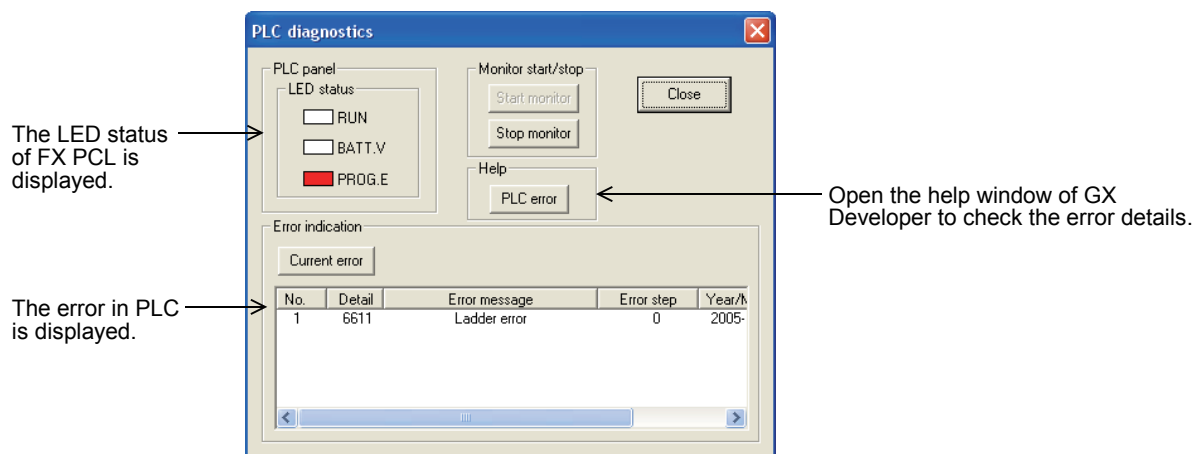 PLC diagnostics
PLC panel
LED status
RUN
BATT.V
PROG.E
Monitor start/stop
Start monitor
Stop monitor
Close
Help
PLC error
The LED status
of FX PCL is
displayed.
Open the help window of GX
Developer to check the error details.
Error indication
Current error
The error in PLC
is displayed.
No. Detail Error message Error step Year/M
1 6611 Ladder error 0 2005-